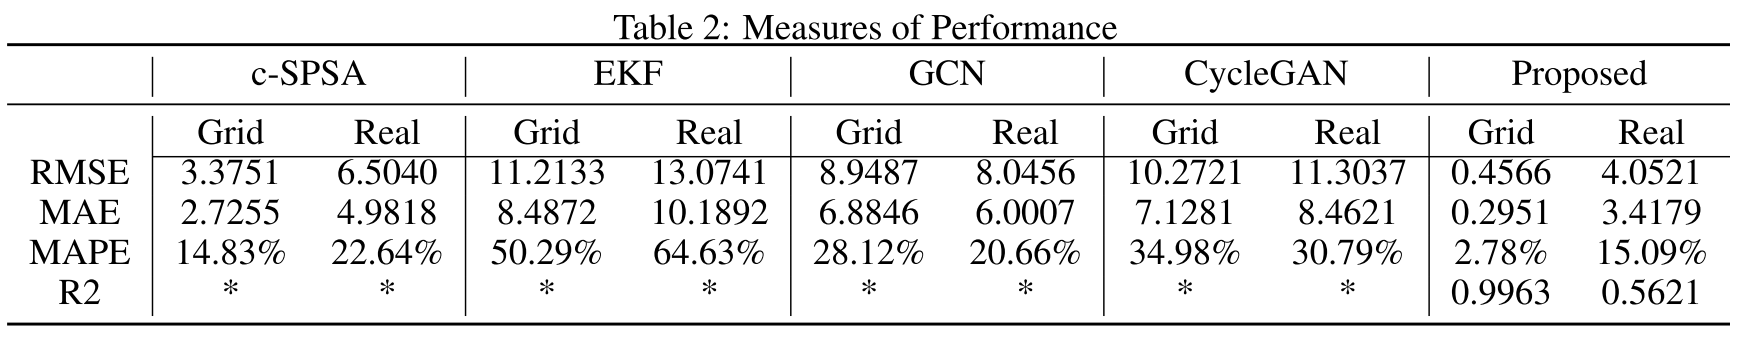 Table 2: Measures of Performance
c-SPSA EKF GCN CycleGAN Proposed
Grid Real Grid Real Grid Real Grid Real Grid Real
RMSE 3.3751 6.5040 11.2133 13.0741 8.9487 8.0456 10.2721 11.3037 0.4566 4.0521
MAE 2.7255 4.9818 8.4872 10.1892 6.8846 6.0007 7.1281 8.4621 0.2951 3.4179
MAPE 14.83% 22.64% 50.29% 64.63% 28.12% 20.66% 34.98% 30.79% 2.78% 15.09%
R2 * * * * * * * * 0.9963 0.5621